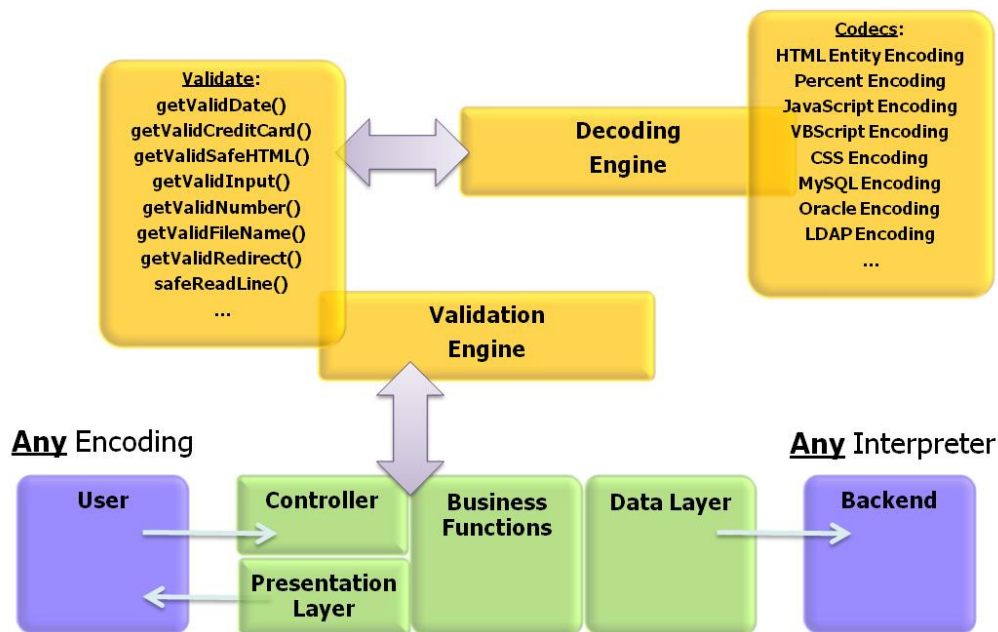 Validate:
getValidDate()
getValidCreditCard()
getValidSafeHTML()
getValidInput()
getValidNumber()
getValidFileName()
getValidRedirect()
safeReadLine()
...
Decoding
Engine
Codecs:
HTML Entity Encoding
Percent Encoding
JavaScript Encoding
VBScript Encoding
CSS Encoding
MySQL Encoding
Oracle Encoding
LDAP Encoding
...
Validation
Engine
Any Encoding
Any Interpreter
User
Controller
Presentation
Layer
Business
Functions
Data Layer
Backend